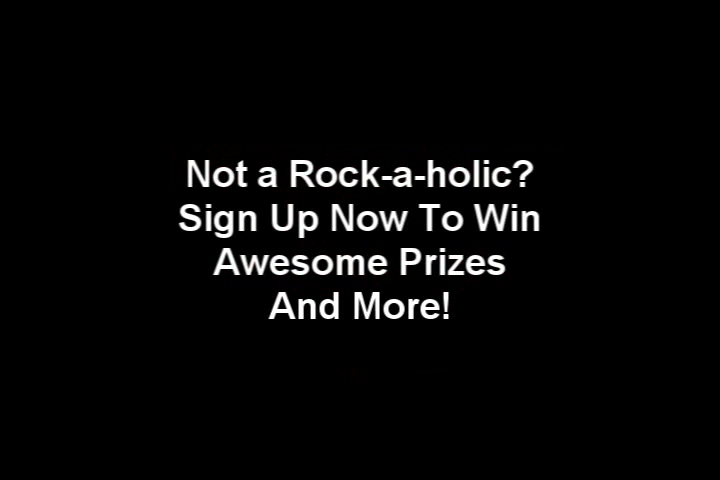 Not a Rock-a-holic?
Sign Up Now To Win
Awesome Prizes
And More!